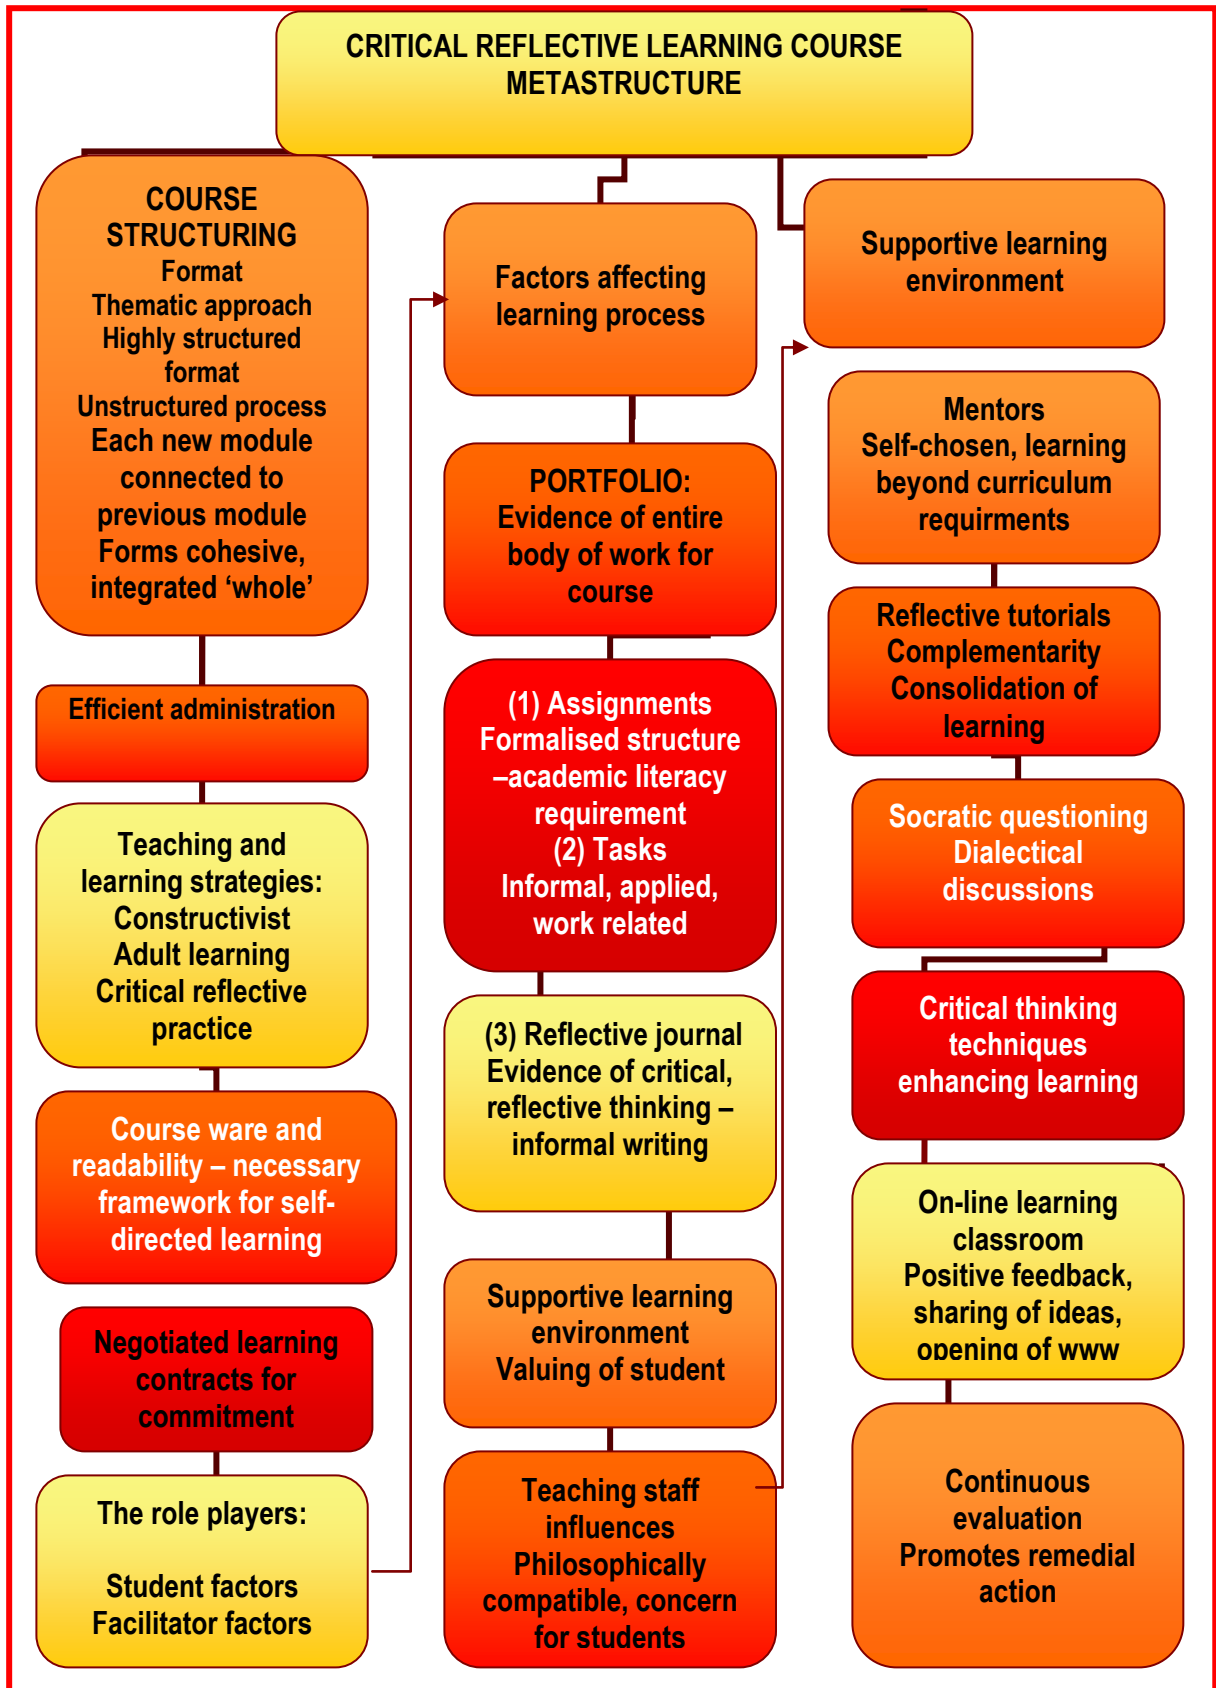 CRITICAL REFLECTIVE LEARNING COURSE
METASTRUCTURE
COURSE
STRUCTURING
Format
Thematic approach
Highly structured
format
Unstructured process
Each new module
connected to
previous module
Forms cohesive,
integrated ‘whole’
Efficient administration
Teaching and
learning strategies:
Constructivist
Adult learning
Critical reflective
practice
Course ware and
readability – necessary
framework for self-
directed learning
Negotiated learning
contracts for
commitment
The role players:
Student factors
Facilitator factors
Factors affecting
learning process
PORTFOLIO:
Evidence of entire
body of work for
course
(1) Assignments
Formalised structure
–academic literacy
requirement
(2) Tasks
Informal, applied,
work related
(3) Reflective journal
Evidence of critical,
reflective thinking –
informal writing
Supportive learning
environment
Valuing of student
Teaching staff
influences
Philosophically
compatible, concern
for students
Supportive learning
environment
Mentors
Self-chosen, learning
beyond curriculum
requirments
Reflective tutorials
Complementarity
Consolidation of
learning
Socratic questioning
Dialectical
discussions
Critical thinking
techniques
enhancing learning
On-line learning
classroom
Positive feedback,
sharing of ideas,
opening of www
Continuous
evaluation
Promotes remedial
action